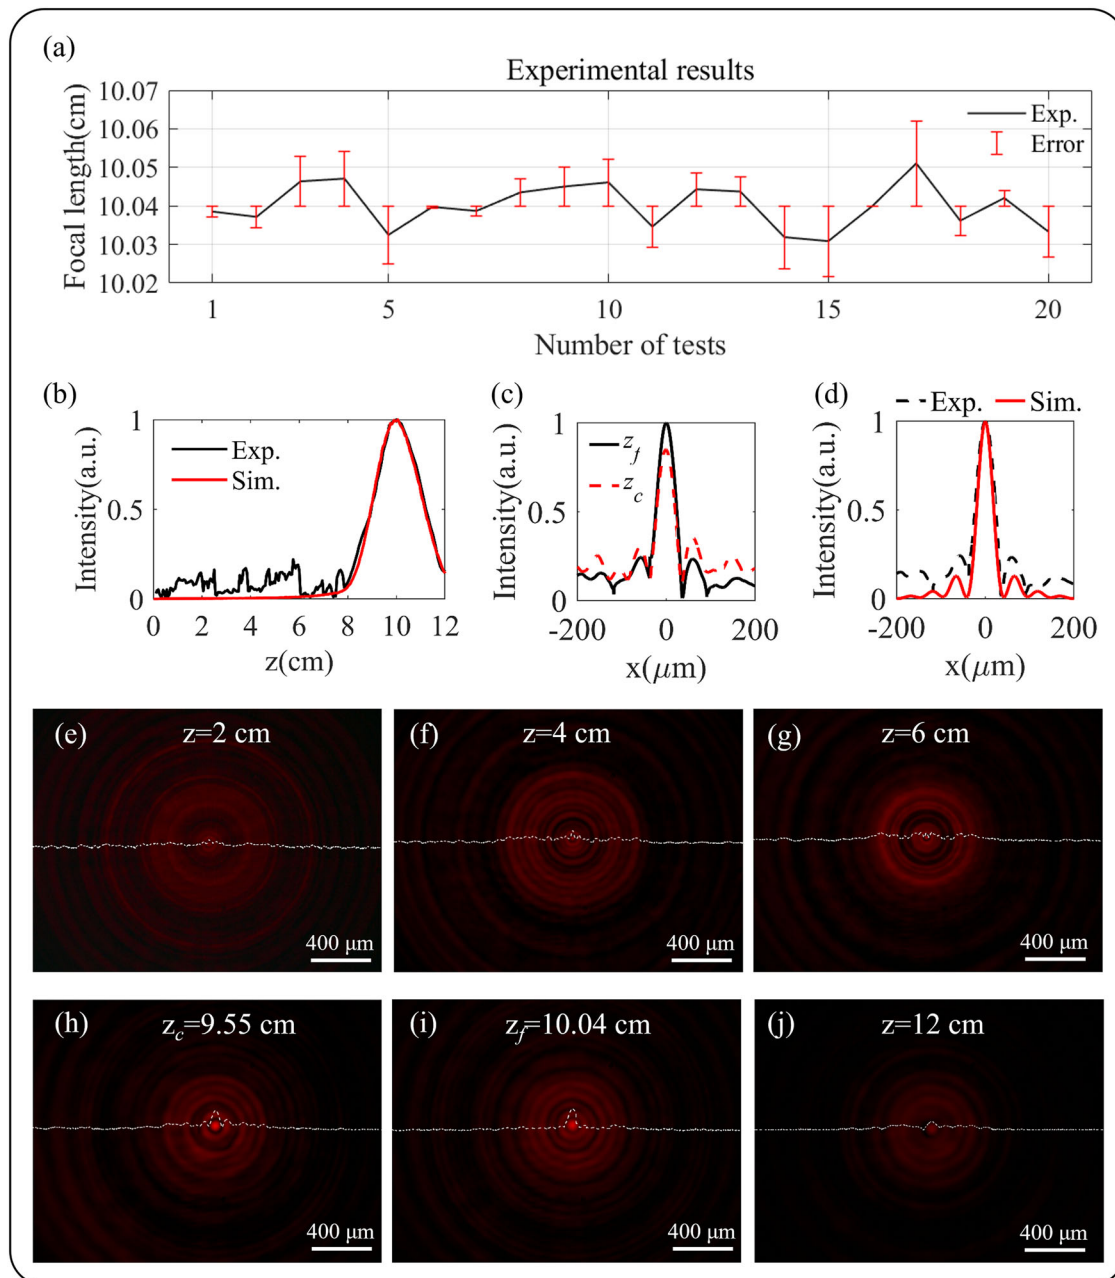 (a)
Experimental results
10.07
10.06
10.05
10.04
10.03
10.02
Focal length(cm)
Exp.
Error
1 5 10 15 20
Number of tests
(b)
1
0.5
0
Intensity(a.u.)
Exp.
Sim.
0 2 4 6 8 10 12
z(cm)
(c)
1
0.5
0
Intensity(a.u.)
z_f
z_c
-200 0 200
x(μm)
(d)
Exp. Sim.
1
0.5
0
Intensity(a.u.)
-200 0 200
x(μm)
(e) z=2 cm
400 μm
(f) z=4 cm
400 μm
(g) z=6 cm
400 μm
(h) z_c=9.55 cm
400 μm
(i) z_f=10.04 cm
400 μm
(j) z=12 cm
400 μm